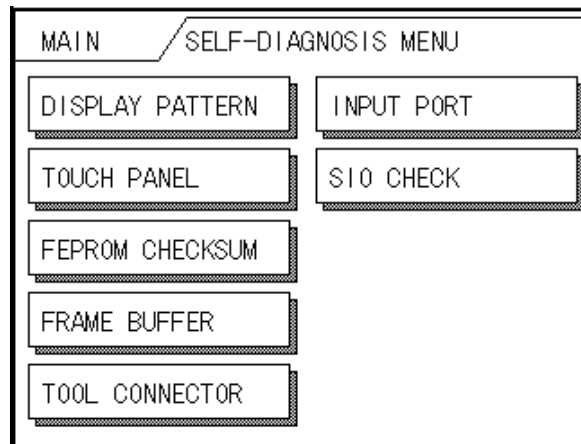 MAIN SELF-DIAGNOSIS MENU
DISPLAY PATTERN
TOUCH PANEL
FEPROM CHECKSUM
FRAME BUFFER
TOOL CONNECTOR
INPUT PORT
SIO CHECK